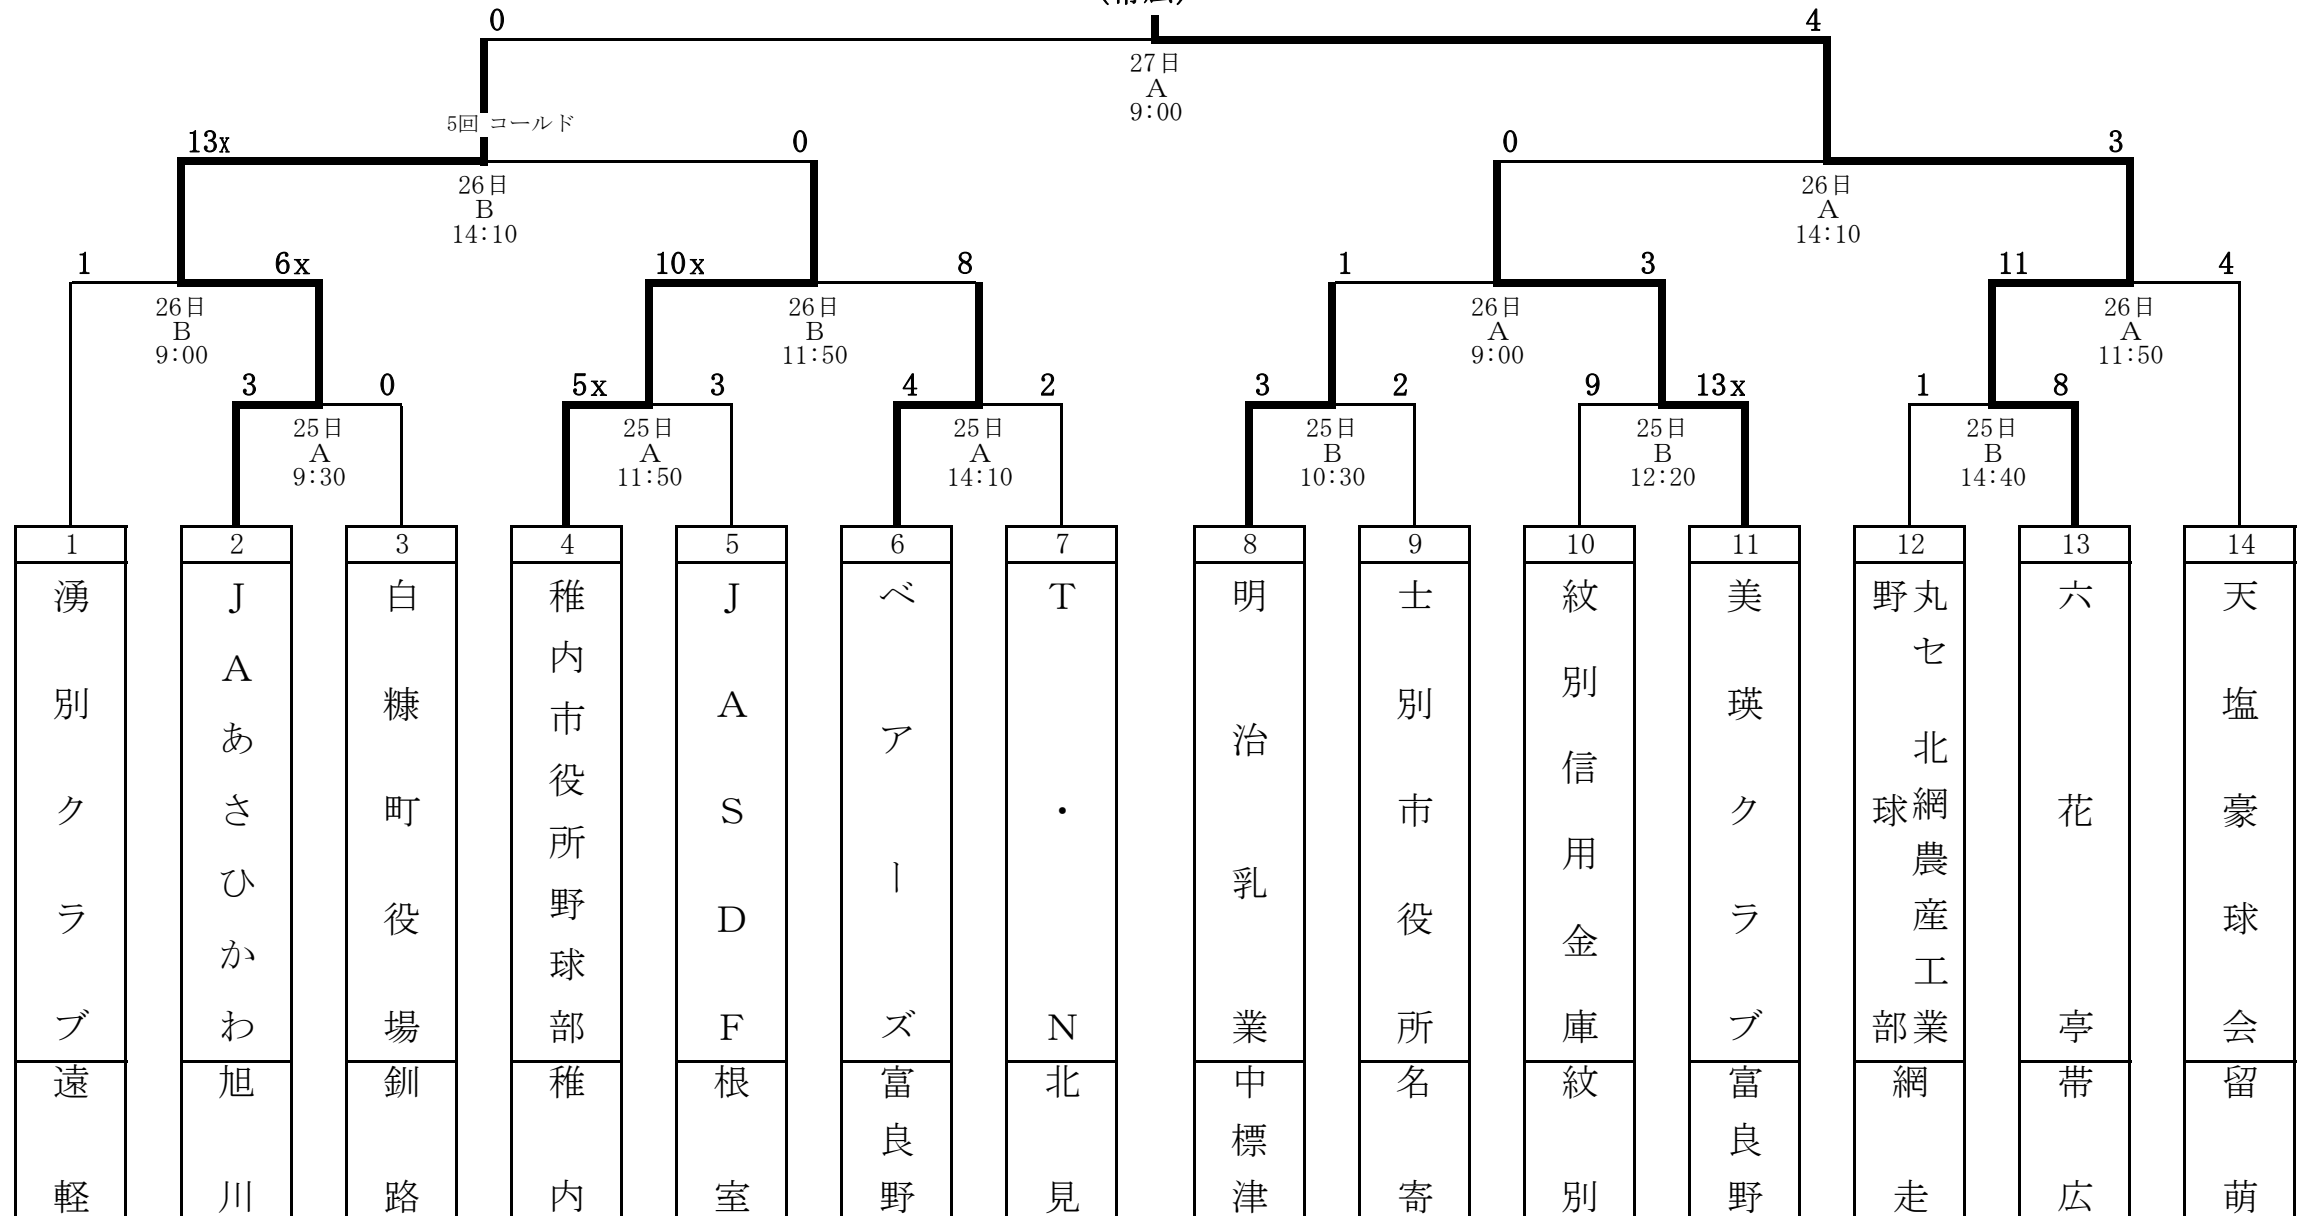 0
4
27日
A
9:00
5回 コールド
13x
0
0
3
26日
B
14:10
26日
A
14:10
1
6x
10x
8
1
3
11
4
26日
B
9:00
26日
B
11:50
26日
A
9:00
26日
A
11:50
3
0
5x
3
4
2
3
2
9
13x
1
8
25日
A
9:30
25日
A
11:50
25日
A
14:10
25日
B
10:30
25日
B
12:20
25日
B
14:40
1
湧別クラブ
遠軽
2
JAあさひかわ
旭川
3
白糠町役場
釧路
4
稚内市役所野球部
稚内
5
JASDF
根室
6
ベアーズ
富良野
7
T・N
北見
8
明治乳業
中標津
9
士別市役所
名寄
10
紋別信用金庫
紋別
11
美瑛クラブ
富良野
12
丸セ北網農産工業
野球部
網走
13
六花亭
帯広
14
天塩豪球会
留萌